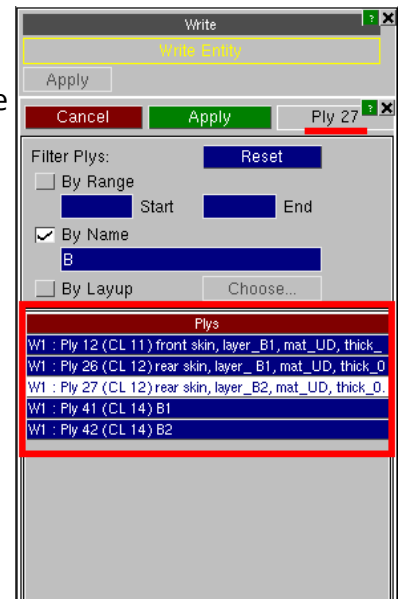 Write
?
Write Entity
Apply
e
Cancel Apply Ply 27 ?
Filter Plys: Reset
By Range
Start End
By Name
B
By Layup Choose...
Plys
W1 : Ply 12 (CL 11) front skin, layer_B1, mat_UD, thick_
W1 : Ply 26 (CL 12) rear skin, layer_ B1, mat_UD, thick_0
W1 : Ply 27 (CL 12) rear skin, layer_B2, mat_UD, thick_0.
W1 : Ply 41 (CL 14) B1
W1 : Ply 42 (CL 14) B2